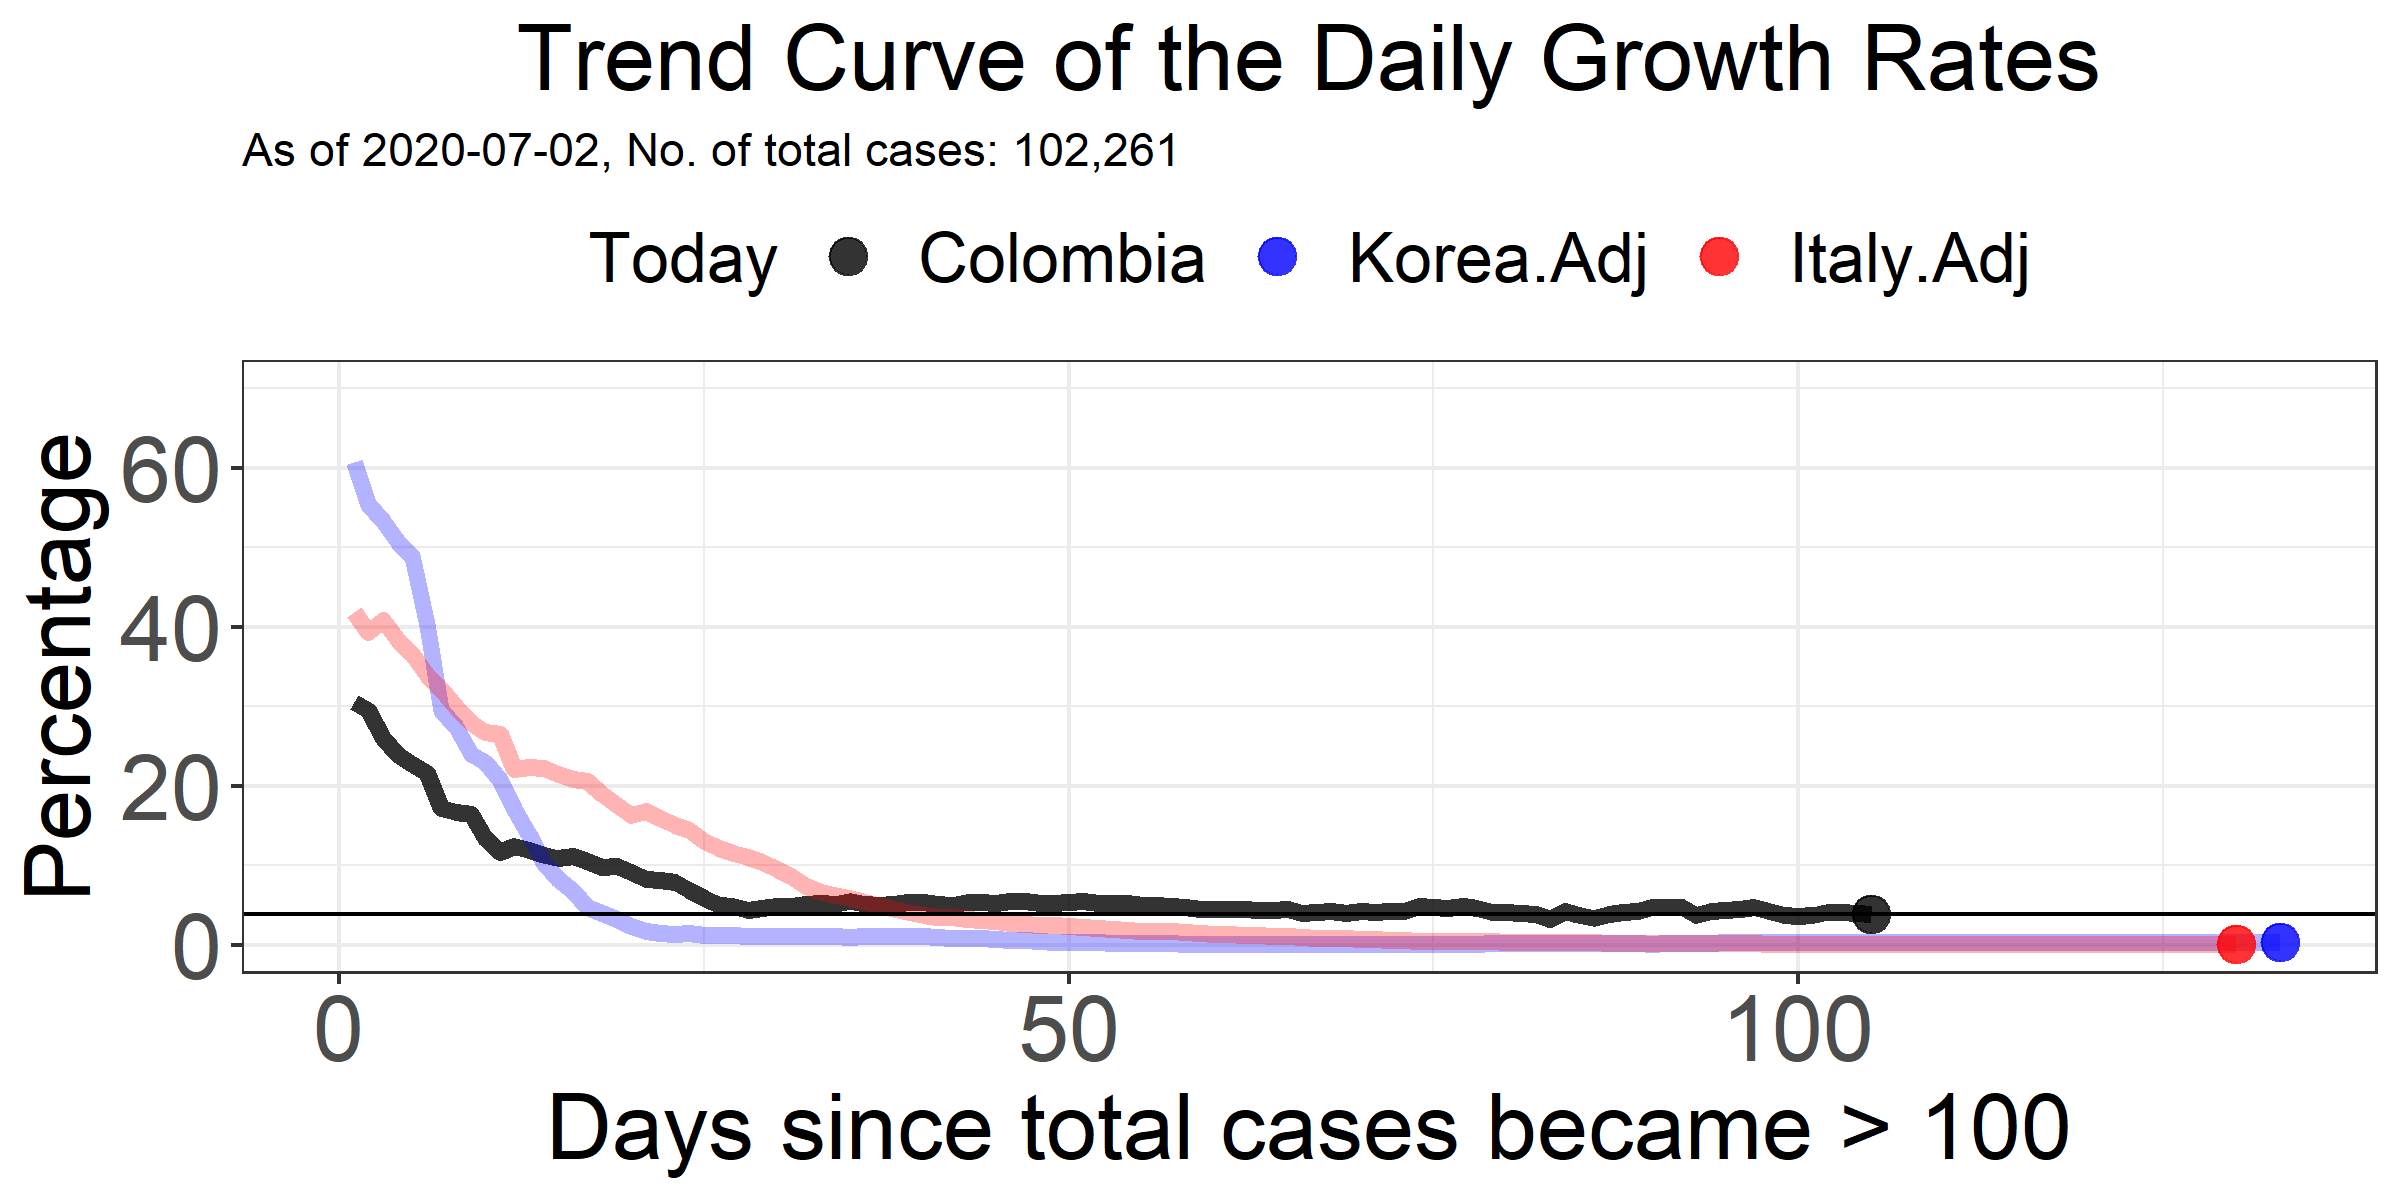 Trend Curve of the Daily Growth Rates
As of 2020-07-02, No. of total cases: 102,261
Today Colombia Korea.Adj Italy.Adj
Percentage
60
40
20
0
0 50 100
Days since total cases became > 100